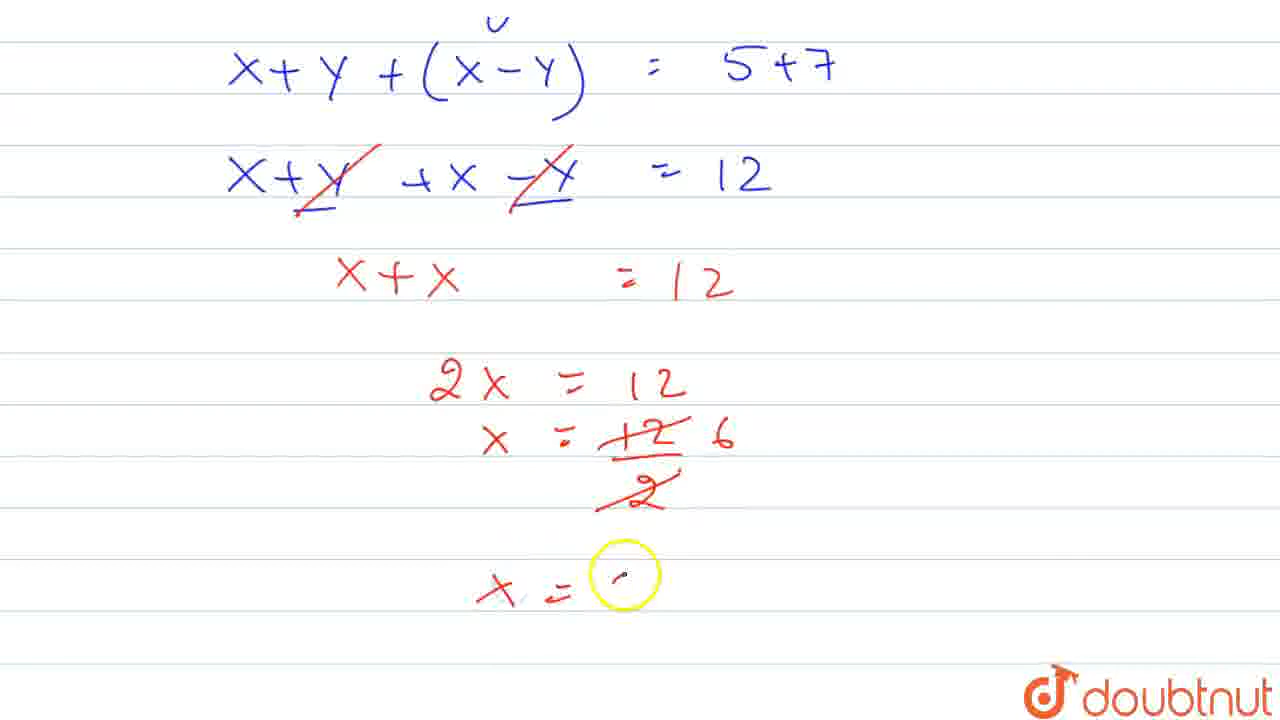 x+y +(x-y) = 5+7
x+y +x -y = 12
x+x = 12
2x = 12
x = 12/2 6
x =
doubtnut